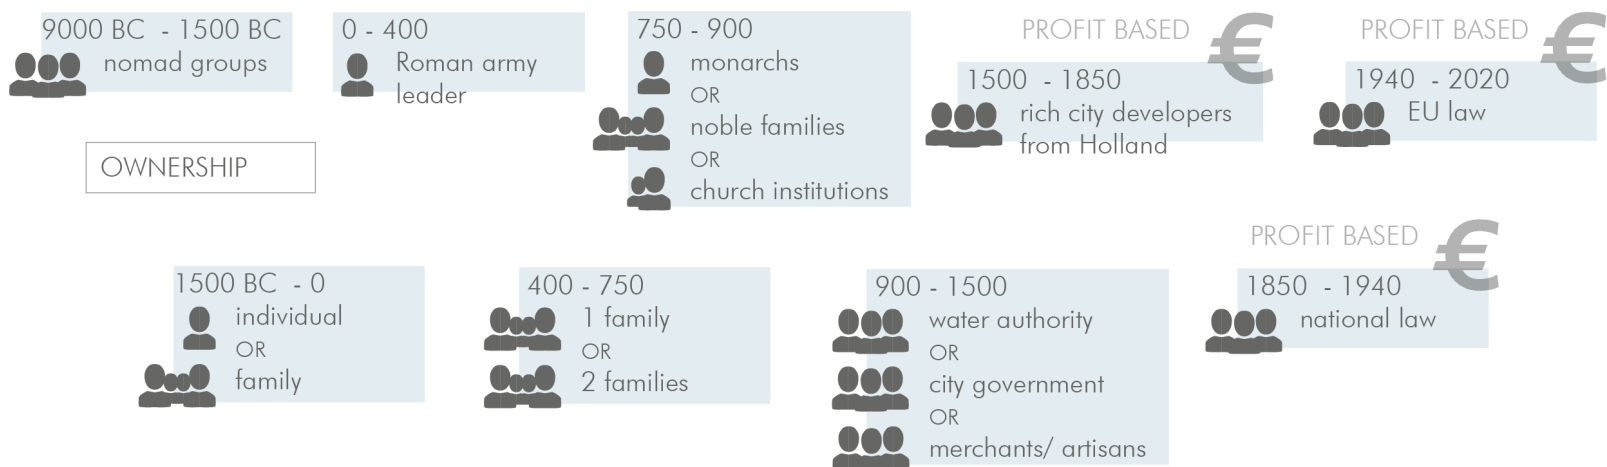 9000 BC - 1500 BC
nomad groups
0 - 400
Roman army
leader
750 - 900
monarchs
OR
noble families
OR
church institutions
PROFIT BASED €
1500 - 1850
rich city developers
from Holland
PROFIT BASED €
1940 - 2020
EU law
OWNERSHIP
1500 BC - 0
individual
OR
family
400 - 750
1 family
OR
2 families
900 - 1500
water authority
OR
city government
OR
merchants/ artisans
PROFIT BASED €
1850 - 1940
national law